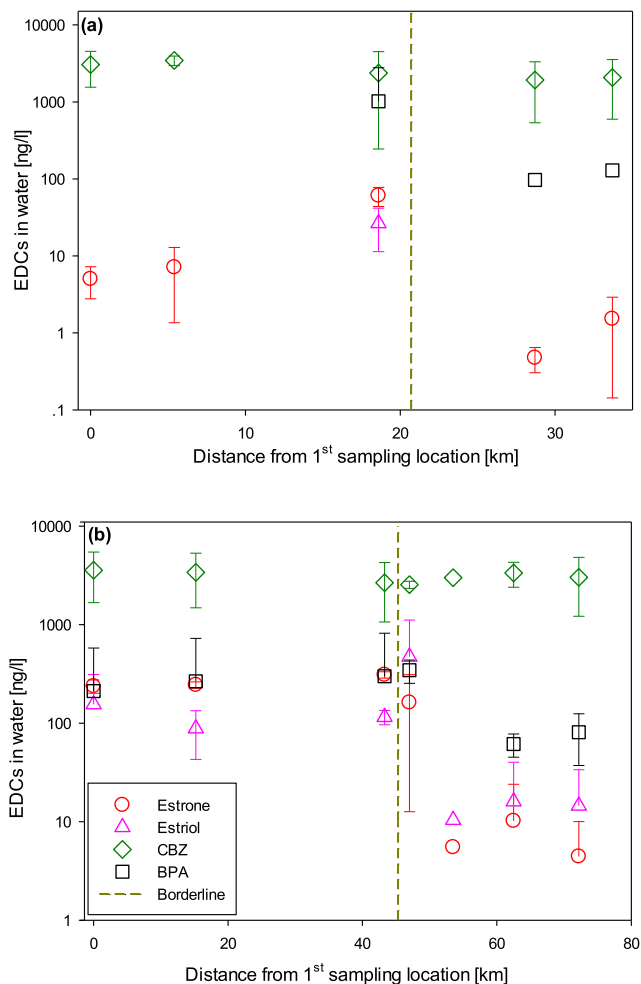 (a)
10000
1000
100
10
1
.1
EDCs in water [ng/l]
0 10 20 30
Distance from 1st sampling location [km]
(b)
10000
1000
100
10
1
EDCs in water [ng/l]
Estrone
Estriol
CBZ
BPA
Borderline
0 20 40 60 80
Distance from 1st sampling location [km]